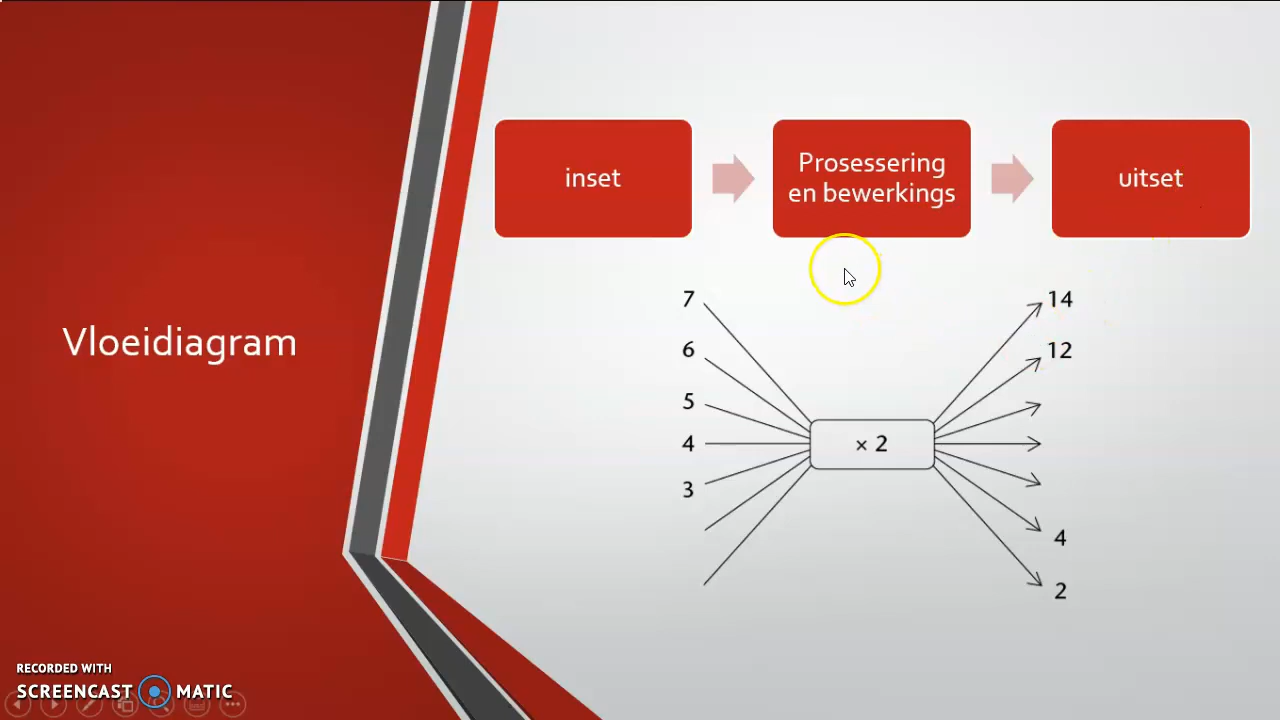 Vloeidiagram
inset
Prosessering
en bewerkings
uitset
7
6
5
4
3
× 2
14
12
4
2
RECORDED WITH
SCREENCAST MATIC